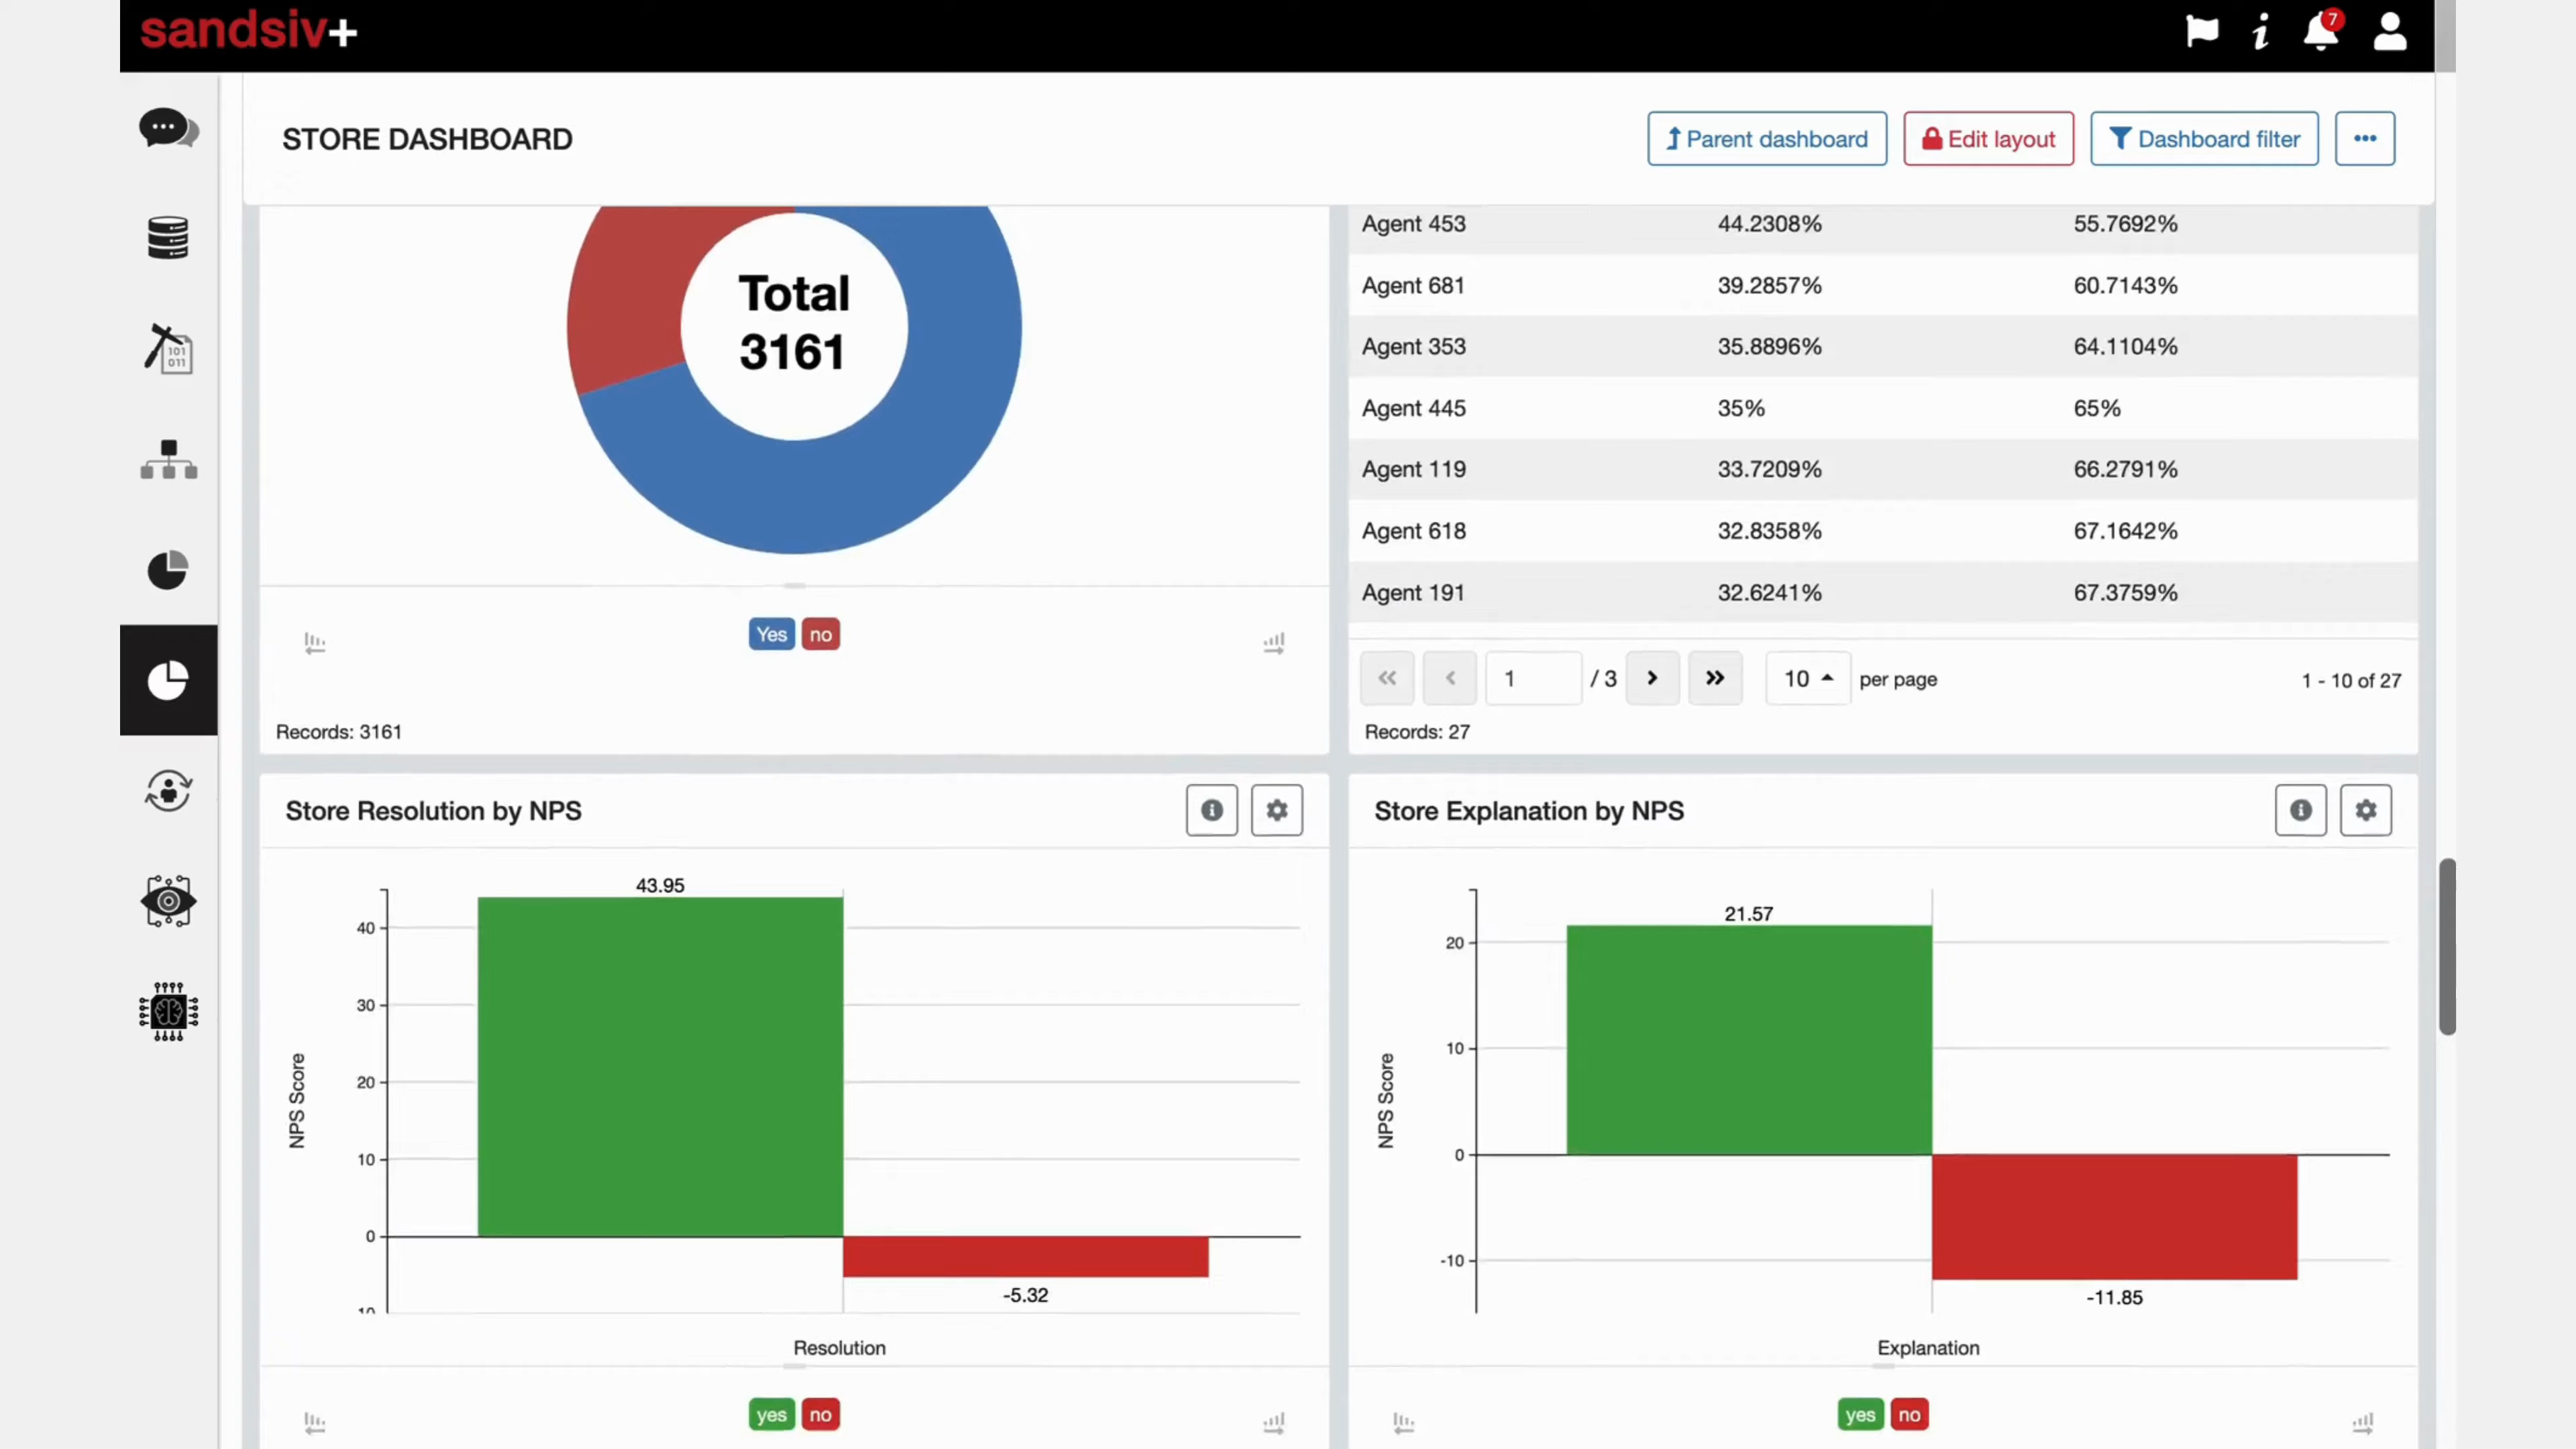 sandsiv+
7
STORE DASHBOARD
Parent dashboard
Edit layout
Dashboard filter
Total
3161
Yes no
Records: 3161
Agent 453 44.2308% 55.7692%
Agent 681 39.2857% 60.7143%
Agent 353 35.8896% 64.1104%
Agent 445 35% 65%
Agent 119 33.7209% 66.2791%
Agent 618 32.8358% 67.1642%
Agent 191 32.6241% 67.3759%
1 / 3 10 per page 1 - 10 of 27
Records: 27
Store Resolution by NPS
43.95
40
30
20
10
0
-5.32
NPS Score
Resolution
yes no
Store Explanation by NPS
21.57
20
10
0
-10
-11.85
NPS Score
Explanation
yes no